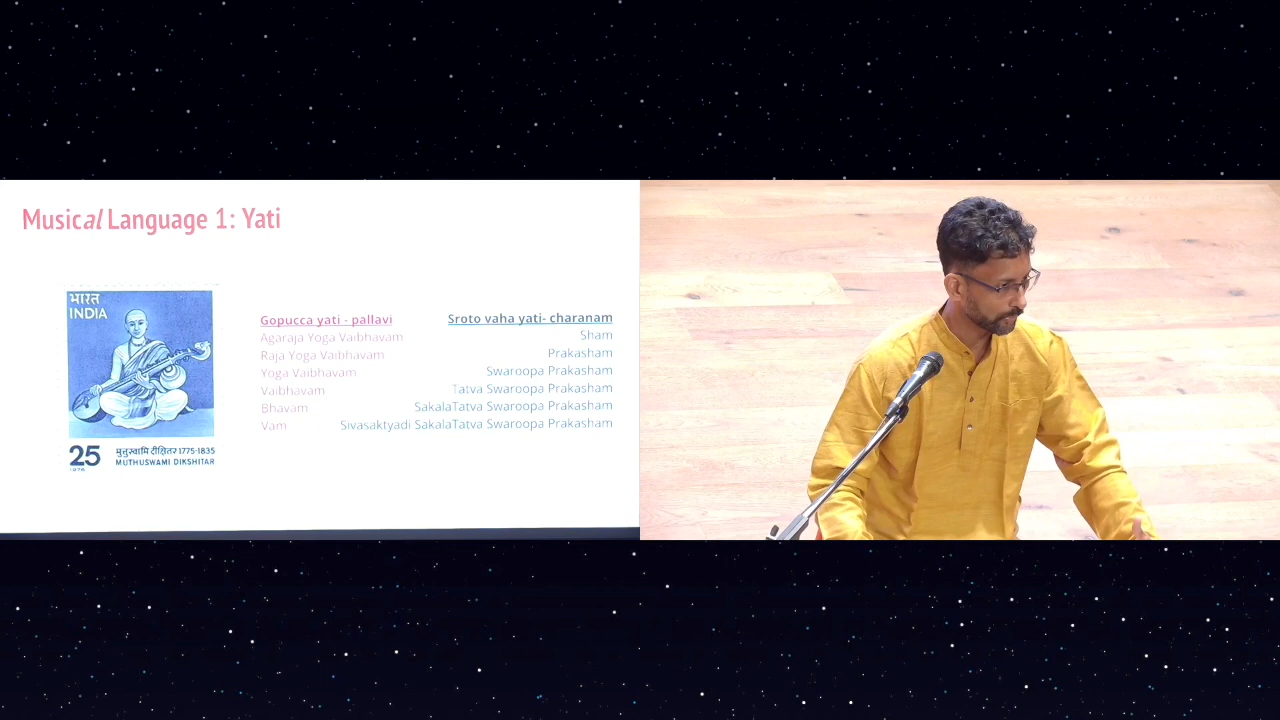 Musical Language 1: Yati
भारत
INDIA
25
1976
मुत्तुस्वामि दीक्षितर 1775-1835
MUTHUSWAMI DIKSHITAR
Gopucca yati - pallavi
Agaraja Yoga Vaibhavam
Raja Yoga Vaibhavam
Yoga Vaibhavam
Vaibhavam
Bhavam
Vam
Sroto vaha yati- charanam
Sham
Prakasham
Swaroopa Prakasham
Tatva Swaroopa Prakasham
SakalaTatva Swaroopa Prakasham
Sivasaktyadi SakalaTatva Swaroopa Prakasham